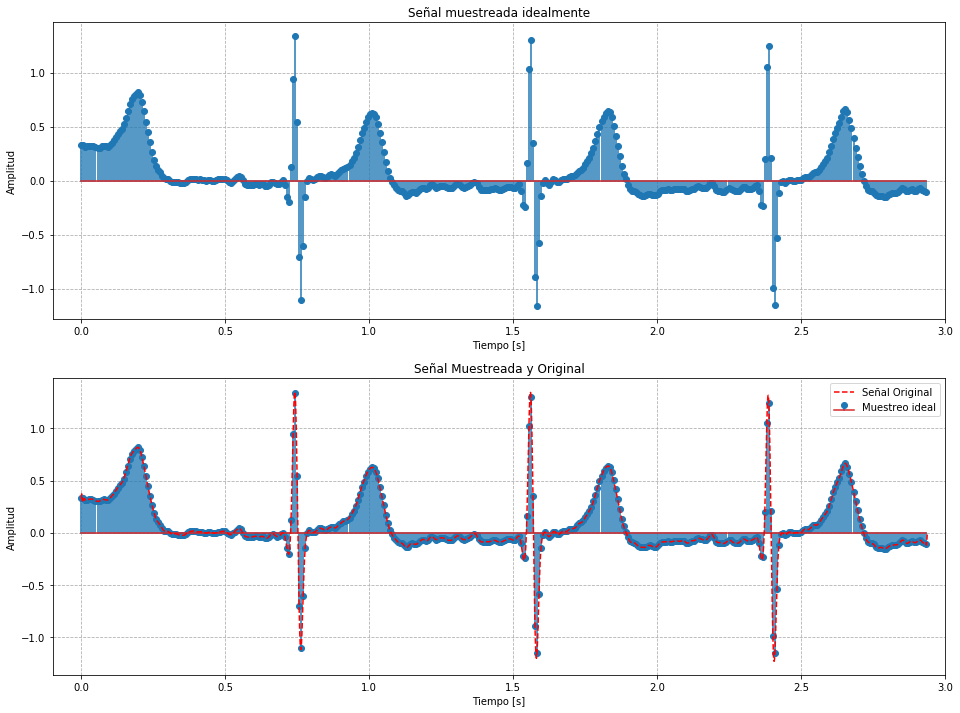 Señal muestreada idealmente
Amplitud
1.0
0.5
0.0
−0.5
−1.0
0.0 0.5 1.0 1.5 2.0 2.5 3.0
Tiempo [s]
Señal Muestreada y Original
Señal Original
Muestreo ideal
Amplitud
1.0
0.5
0.0
−0.5
−1.0
0.0 0.5 1.0 1.5 2.0 2.5 3.0
Tiempo [s]